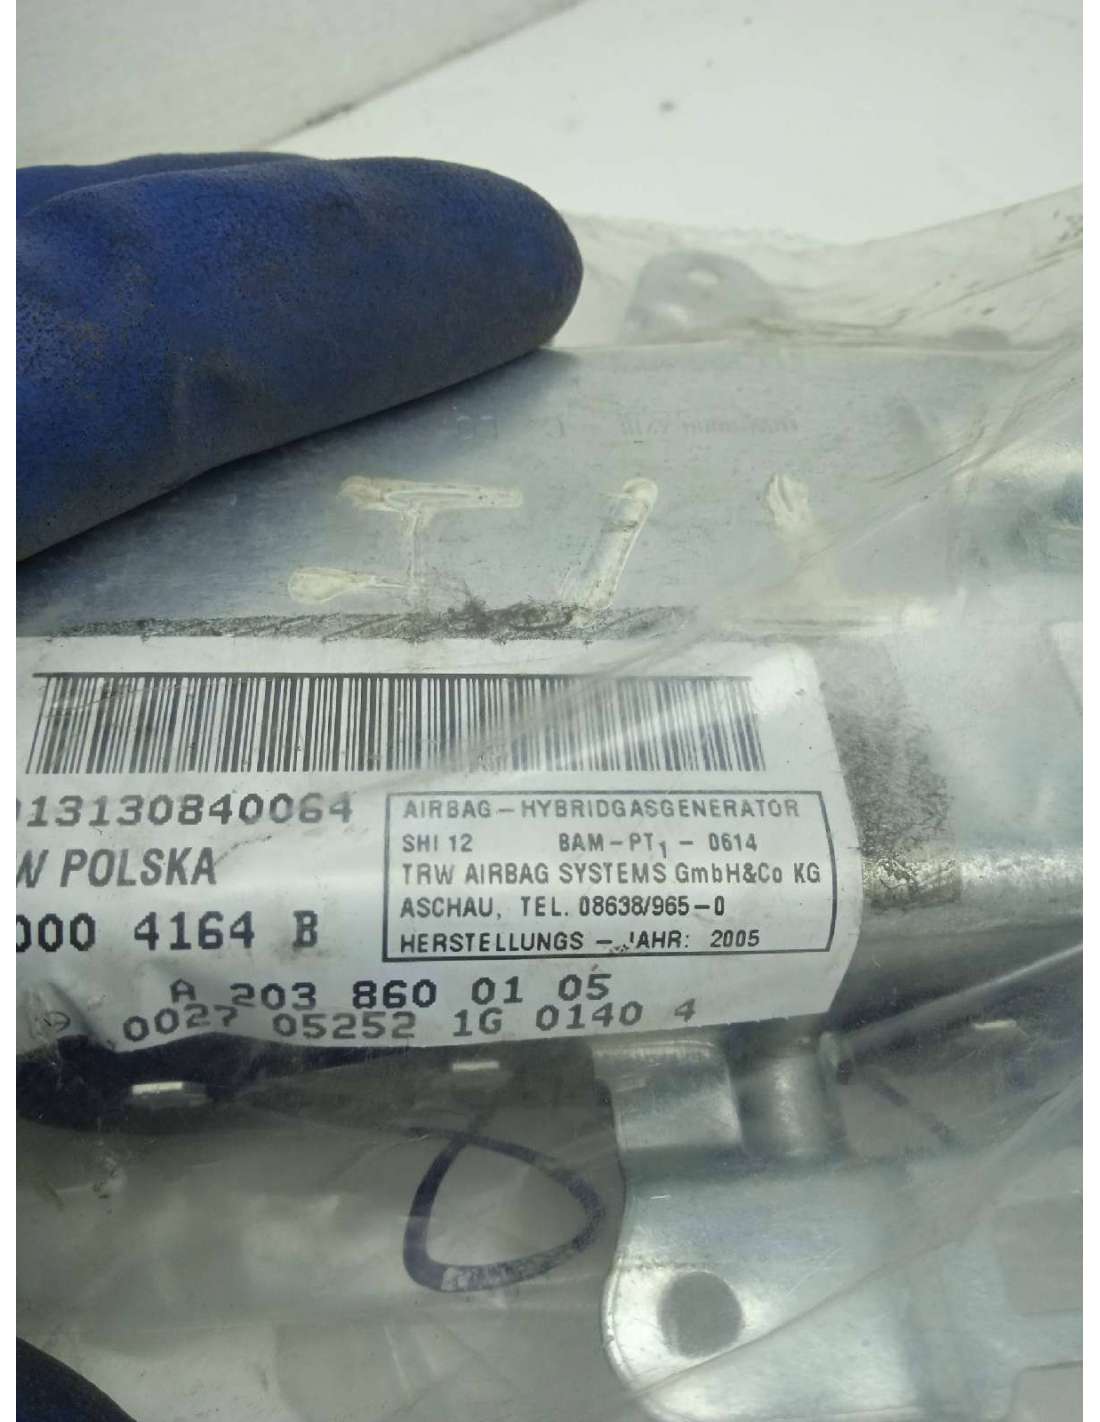 13130840064
W POLSKA
000 4164 B
AIRBAG-HYBRIDGASGENERATOR
SHI 12 BAM-PT1-0614
TRW AIRBAG SYSTEMS GmbH&Co KG
ASCHAU, TEL. 08638/965-0
HERSTELLUNGS - JAHR: 2005
A 203 860 01 05
0027 05252 1G 0140 4